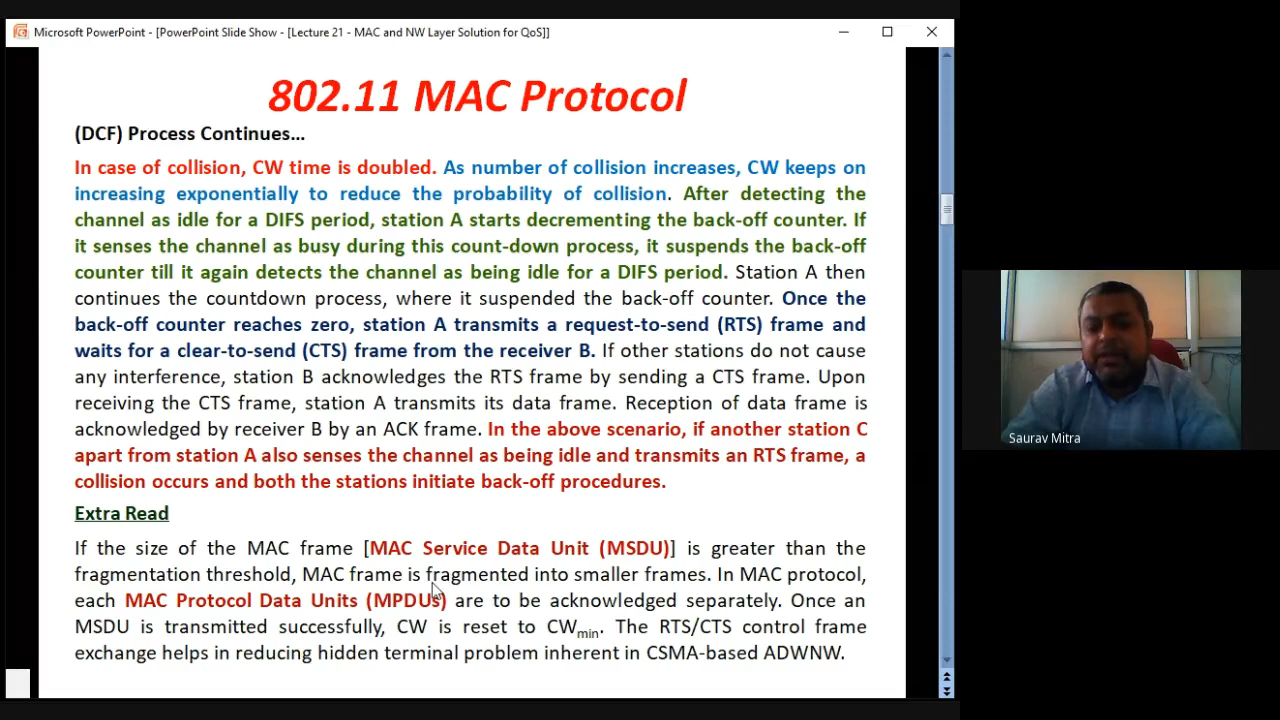 Microsoft PowerPoint - [PowerPoint Slide Show - [Lecture 21 - MAC and NW Layer Solution for QoS]]
802.11 MAC Protocol
(DCF) Process Continues...
In case of collision, CW time is doubled. As number of collision increases, CW keeps on
increasing exponentially to reduce the probability of collision. After detecting the
channel as idle for a DIFS period, station A starts decrementing the back-off counter. If
it senses the channel as busy during this count-down process, it suspends the back-off
counter till it again detects the channel as being idle for a DIFS period. Station A then
continues the countdown process, where it suspended the back-off counter. Once the
back-off counter reaches zero, station A transmits a request-to-send (RTS) frame and
waits for a clear-to-send (CTS) frame from the receiver B. If other stations do not cause
any interference, station B acknowledges the RTS frame by sending a CTS frame. Upon
receiving the CTS frame, station A transmits its data frame. Reception of data frame is
acknowledged by receiver B by an ACK frame. In the above scenario, if another station C
apart from station A also senses the channel as being idle and transmits an RTS frame, a
collision occurs and both the stations initiate back-off procedures.
Extra Read
If the size of the MAC frame [MAC Service Data Unit (MSDU)] is greater than the
fragmentation threshold, MAC frame is fragmented into smaller frames. In MAC protocol,
each MAC Protocol Data Units (MPDUs) are to be acknowledged separately. Once an
MSDU is transmitted successfully, CW is reset to CWmin. The RTS/CTS control frame
exchange helps in reducing hidden terminal problem inherent in CSMA-based ADWNW.
Saurav Mitra